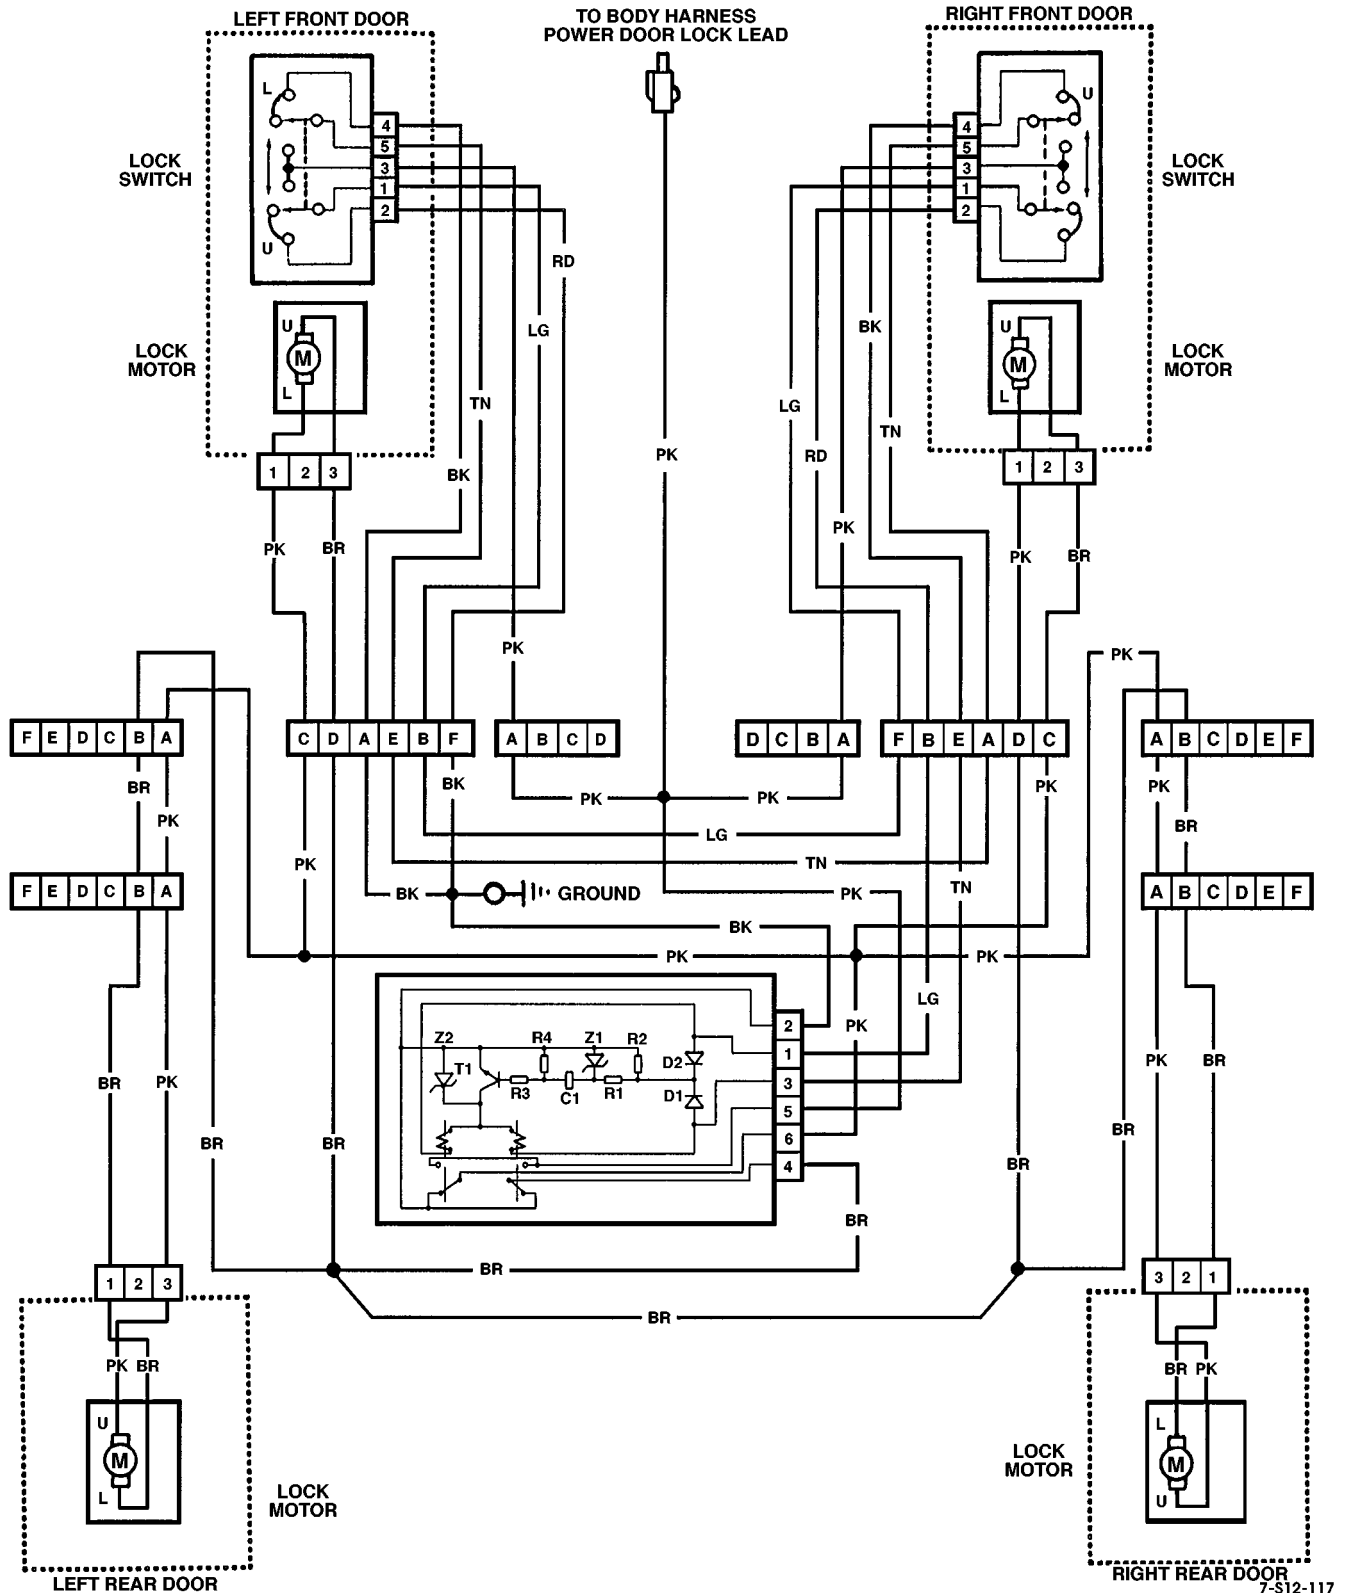 LEFT FRONT DOOR
TO BODY HARNESS
POWER DOOR LOCK LEAD
RIGHT FRONT DOOR
L
4
5
3
1
2
U
LOCK
SWITCH
4
5
3
1
2
U
LOCK
SWITCH
RD
LG
BK
U
M
L
LOCK
MOTOR
U
M
L
LOCK
MOTOR
TN
LG
TN
BK
PK
RD
1 2 3
1 2 3
PK
BR
PK
PK
BR
PK
PK
F E D C B A
C D A E B F
A B C D
D C B A
F B E A D C
A B C D E F
BR
BK
PK
PK
PK
PK
PK
LG
BR
PK
TN
F E D C B A
BK
GROUND
PK
TN
A B C D E F
BK
PK
PK
LG
2
1
3
5
6
4
PK
Z2
R4
Z1
R2
D2
T1
R3
C1
R1
D1
BR
PK
PK
BR
BR
BR
BR
BR
BR
BR
BR
1 2 3
3 2 1
PK BR
BR PK
U
M
L
LOCK
MOTOR
LOCK
MOTOR
L
M
U
LEFT REAR DOOR
RIGHT REAR DOOR
7-S12-117